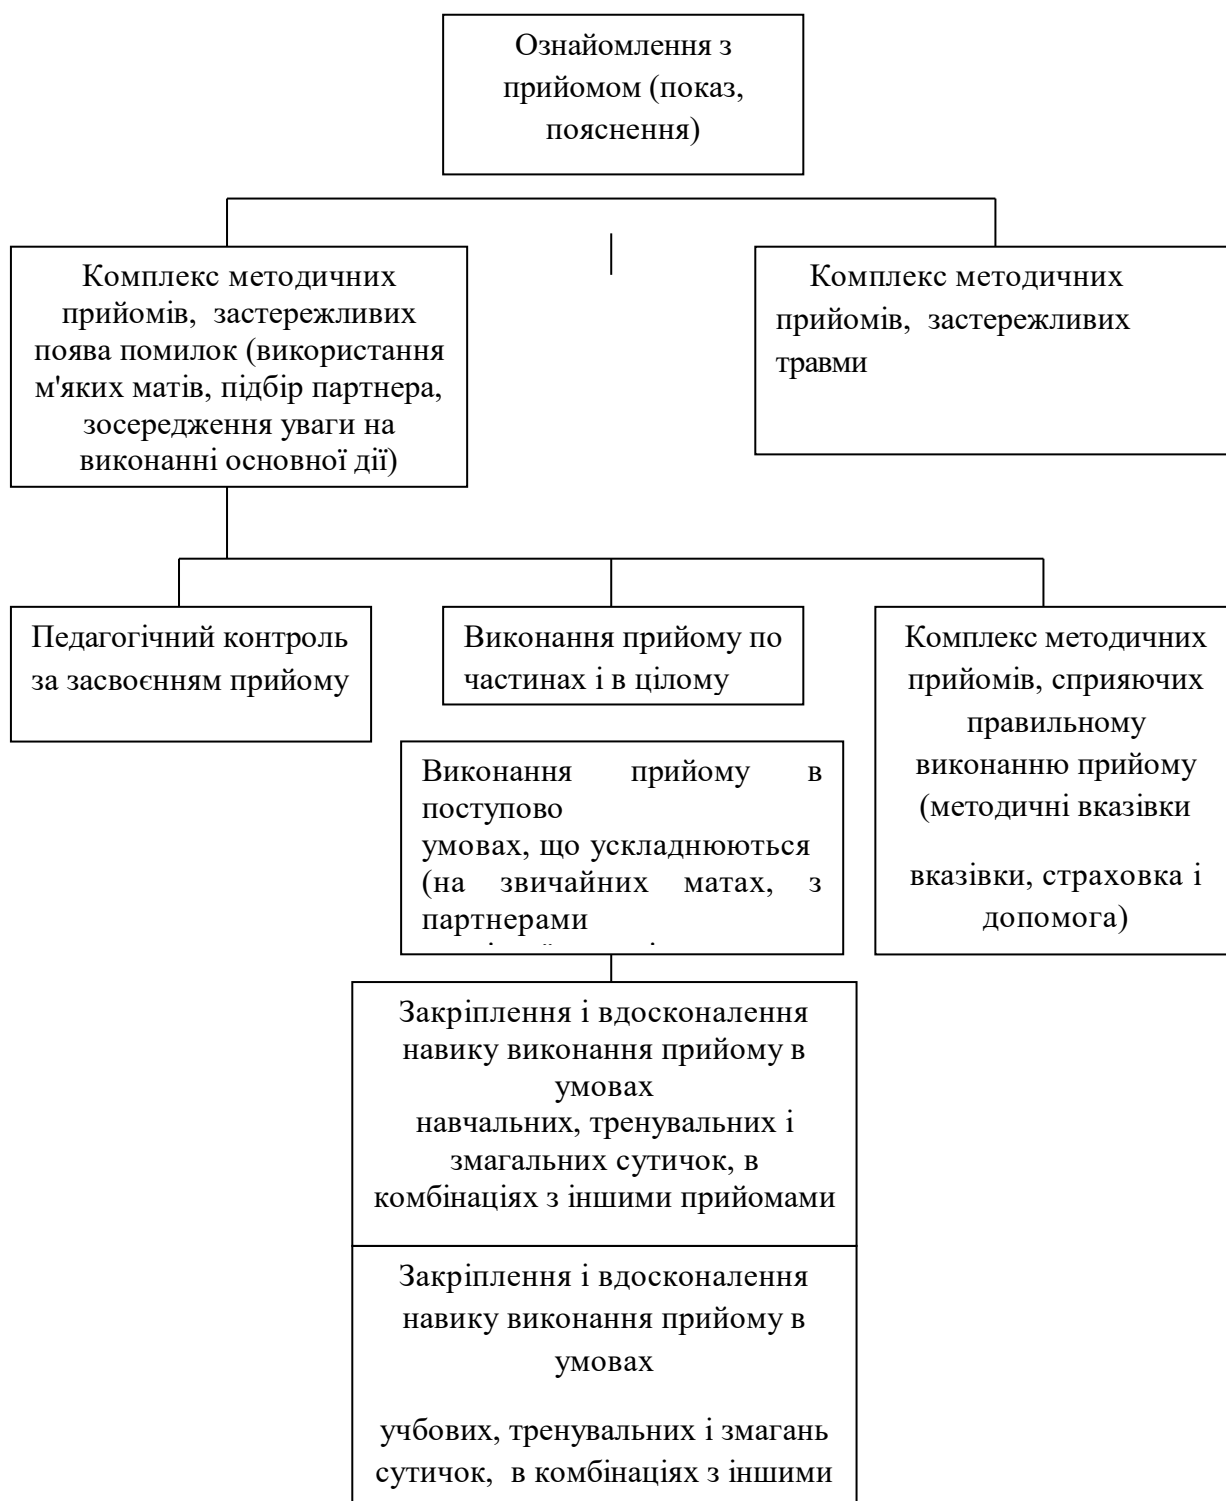 Ознайомлення з
прийомом (показ,
пояснення)
Комплекс методичних
прийомів, застережливих
поява помилок (використання
м'яких матів, підбір партнера,
зосередження уваги на
виконанні основної дії)
Комплекс методичних
прийомів, застережливих
травми
Педагогічний контроль
за засвоєнням прийому
Виконання прийому по
частинах і в цілому
Комплекс методичних
прийомів, сприяючих
правильному
виконанню прийому
(методичні вказівки
вказівки, страховка і
допомога)
Виконання прийому в
поступово
умовах, що ускладнюються
(на звичайних матах, з
партнерами
Закріплення і вдосконалення
навику виконання прийому в
умовах
навчальних, тренувальних і
змагальних сутичок, в
комбінаціях з іншими прийомами
Закріплення і вдосконалення
навику виконання прийому в
умовах
учбових, тренувальних і змагань
сутичок, в комбінаціях з іншими